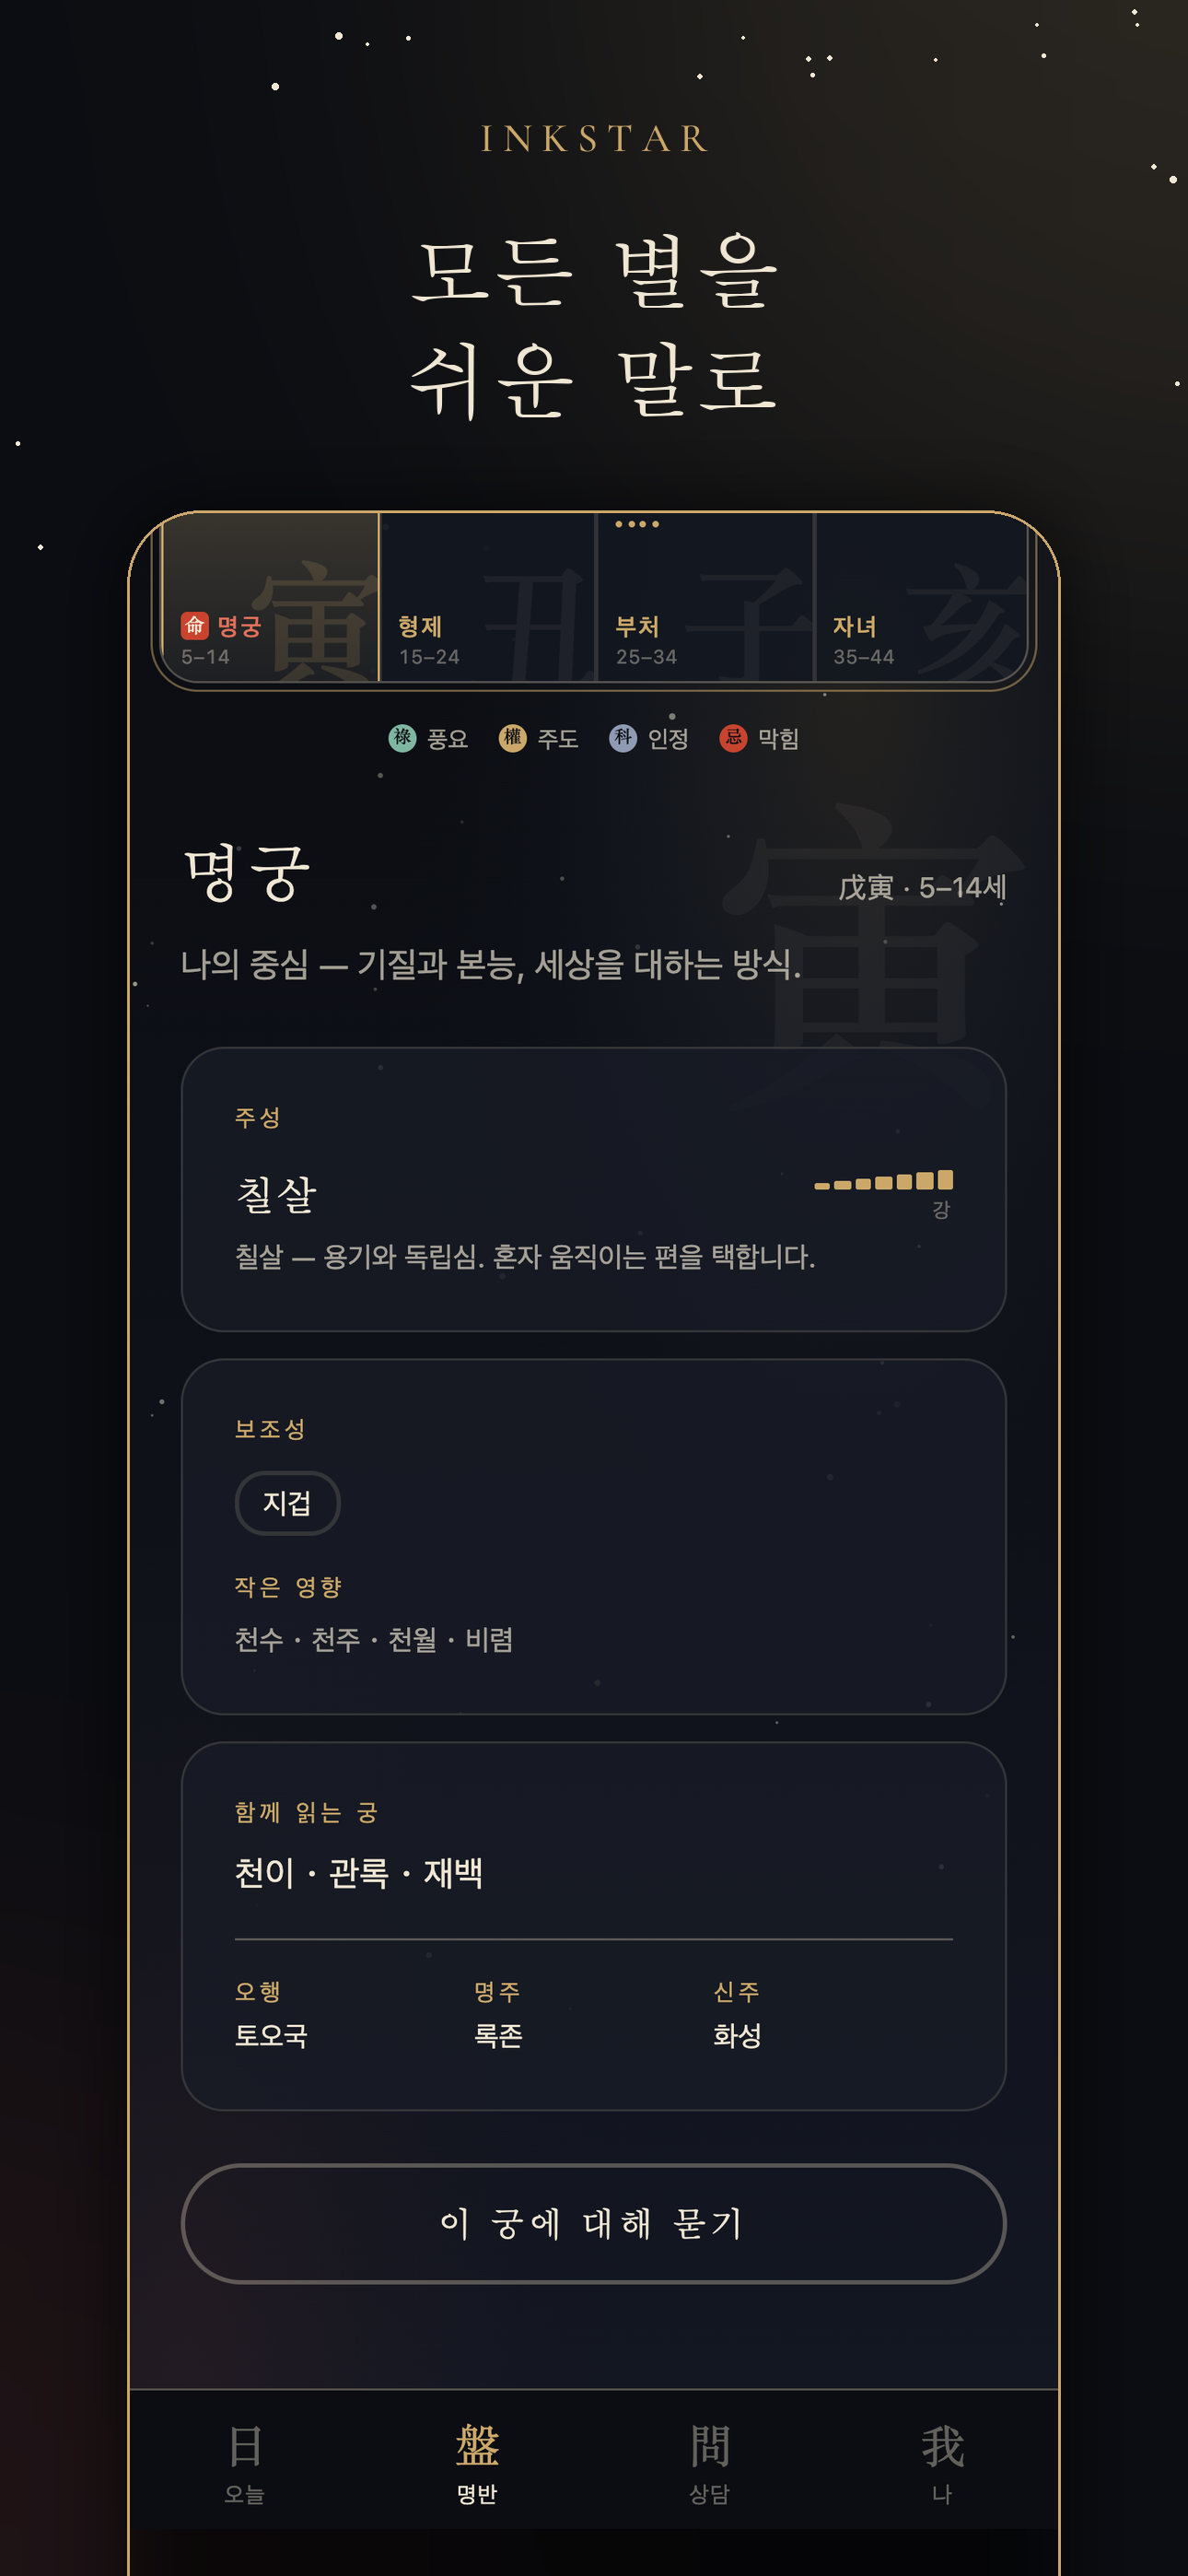 INKSTAR
모든 별을
쉬운 말로
寅 丑 子 亥
命 명궁 형제 부처 자녀
5–14 15–24 25–34 35–44
祿 풍요 權 주도 科 인정 忌 막힘
寅
명궁 戊寅 · 5–14세
나의 중심 — 기질과 본능, 세상을 대하는 방식.
주성
칠살
강
칠살 — 용기와 독립심. 혼자 움직이는 편을 택합니다.
보조성
지겁
작은 영향
천수 · 천주 · 천월 · 비렴
함께 읽는 궁
천이 · 관록 · 재백
오행 명주 신주
토오국 록존 화성
이 궁에 대해 묻기
日 盤 問 我
오늘 명반 상담 나